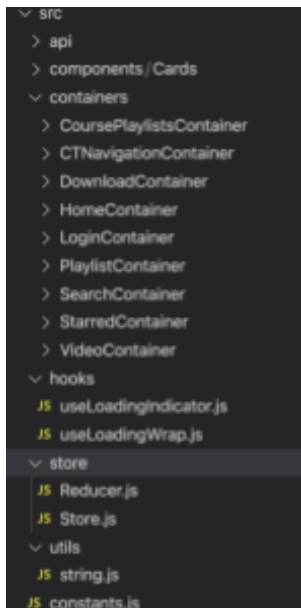 src
api
components/Cards
containers
CoursePlaylistsContainer
CTNavigationContainer
DownloadContainer
HomeContainer
LoginContainer
PlaylistContainer
SearchContainer
StarredContainer
VideoContainer
hooks
JS useLoadingIndicator.js
JS useLoadingWrap.js
store
JS Reducer.js
JS Store.js
utils
JS string.js
JS constants.js